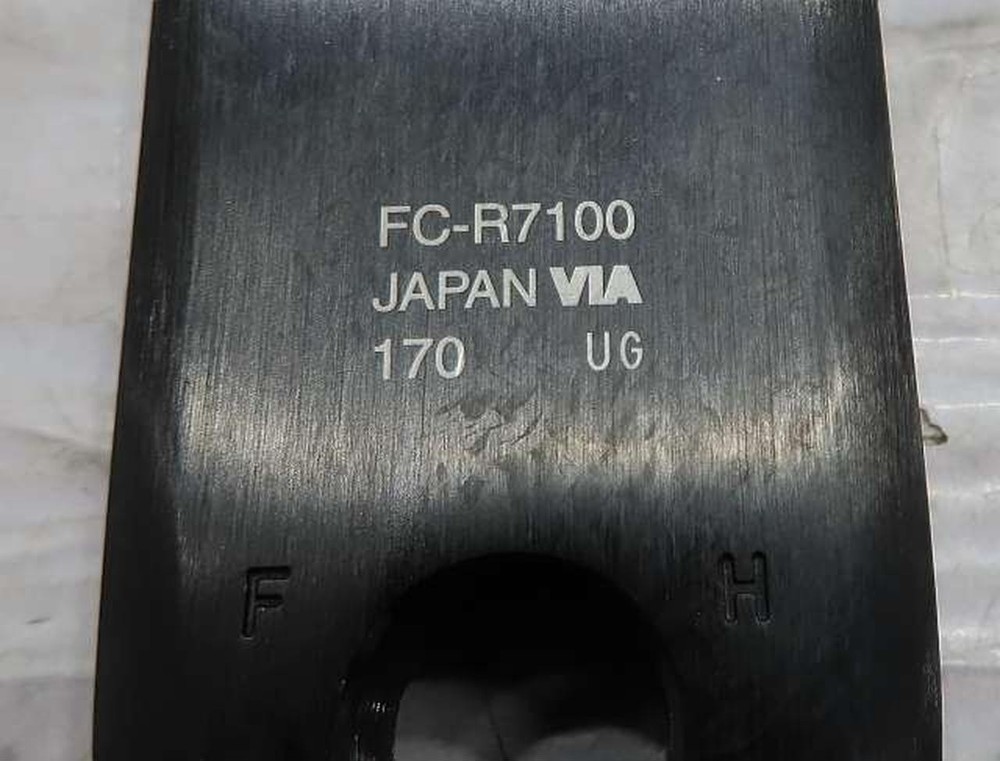 FC-R7100
JAPAN VIA
170 UG
F H